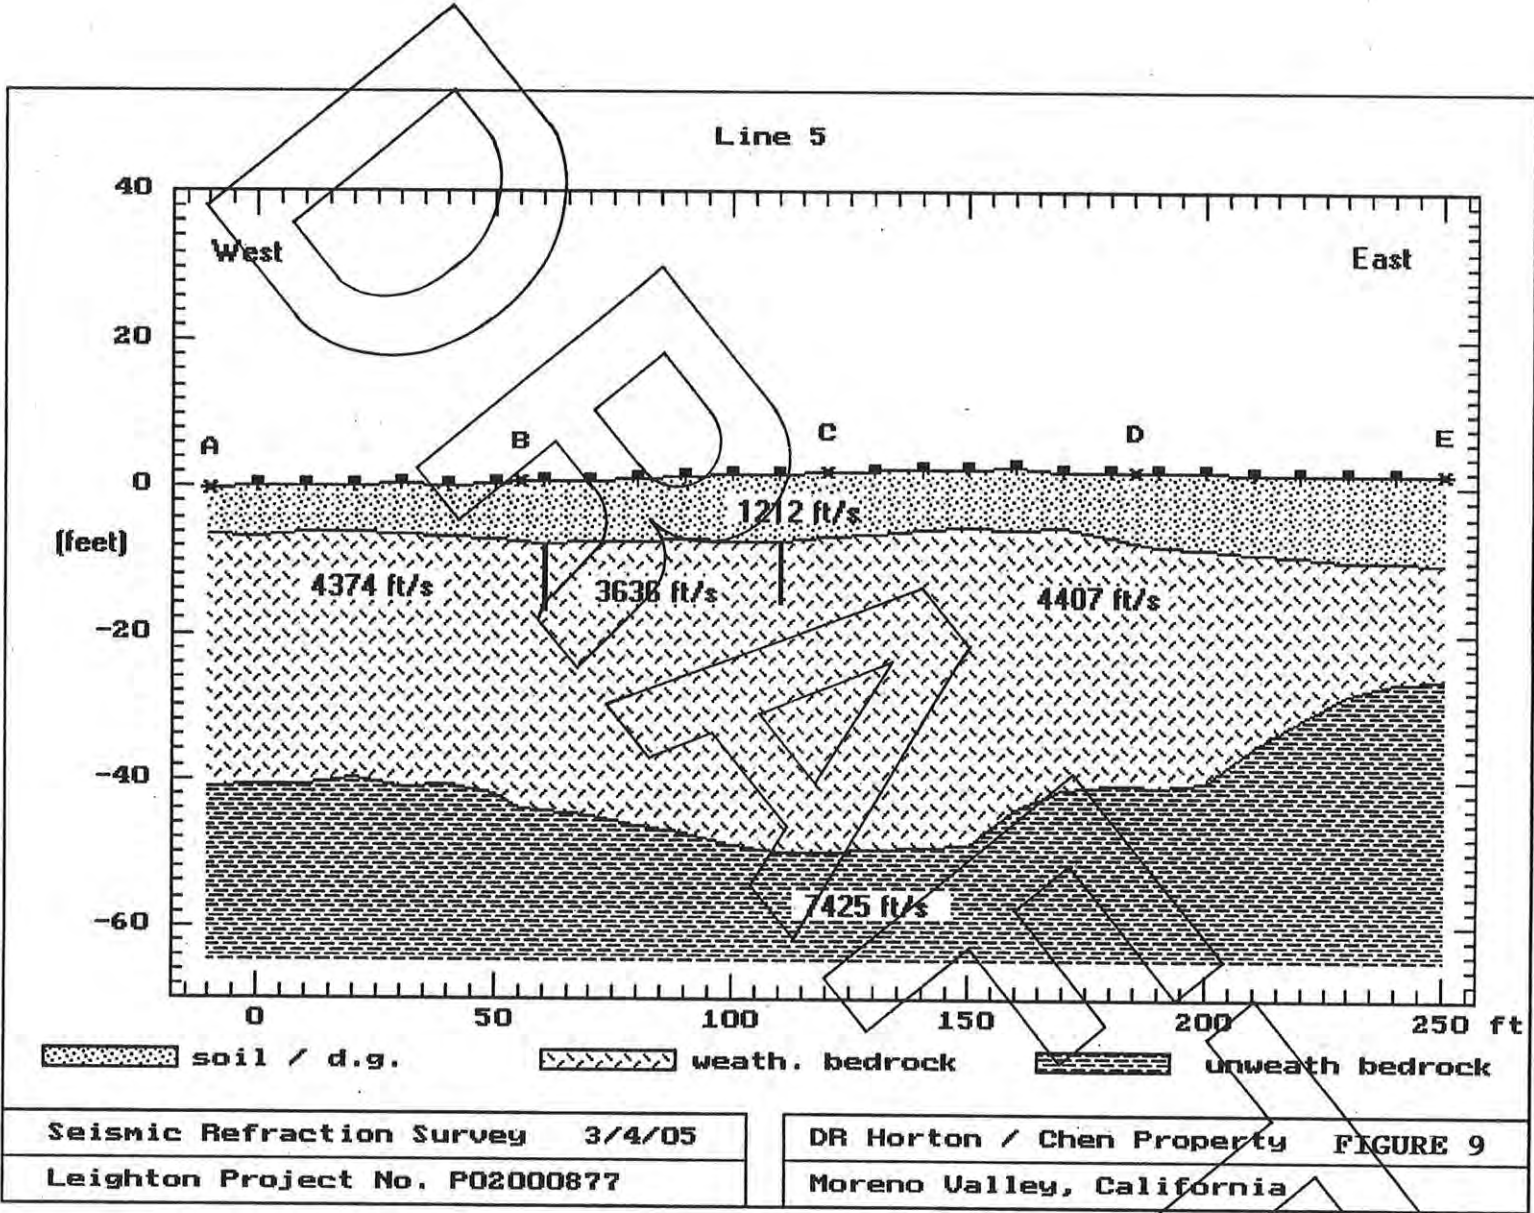 Line 5
40
West
East
20
A
B
C
D
E
0
1212 ft/s
(feet)
4374 ft/s
3636 ft/s
4407 ft/s
-20
-40
7425 ft/s
-60
0
50
100
150
200
250 ft
soil / d.g.
weath. bedrock
unweath bedrock
Seismic Refraction Survey 3/4/05
DR Horton / Chen Property FIGURE 9
Leighton Project No. P02000877
Moreno Valley, California
DRAFT